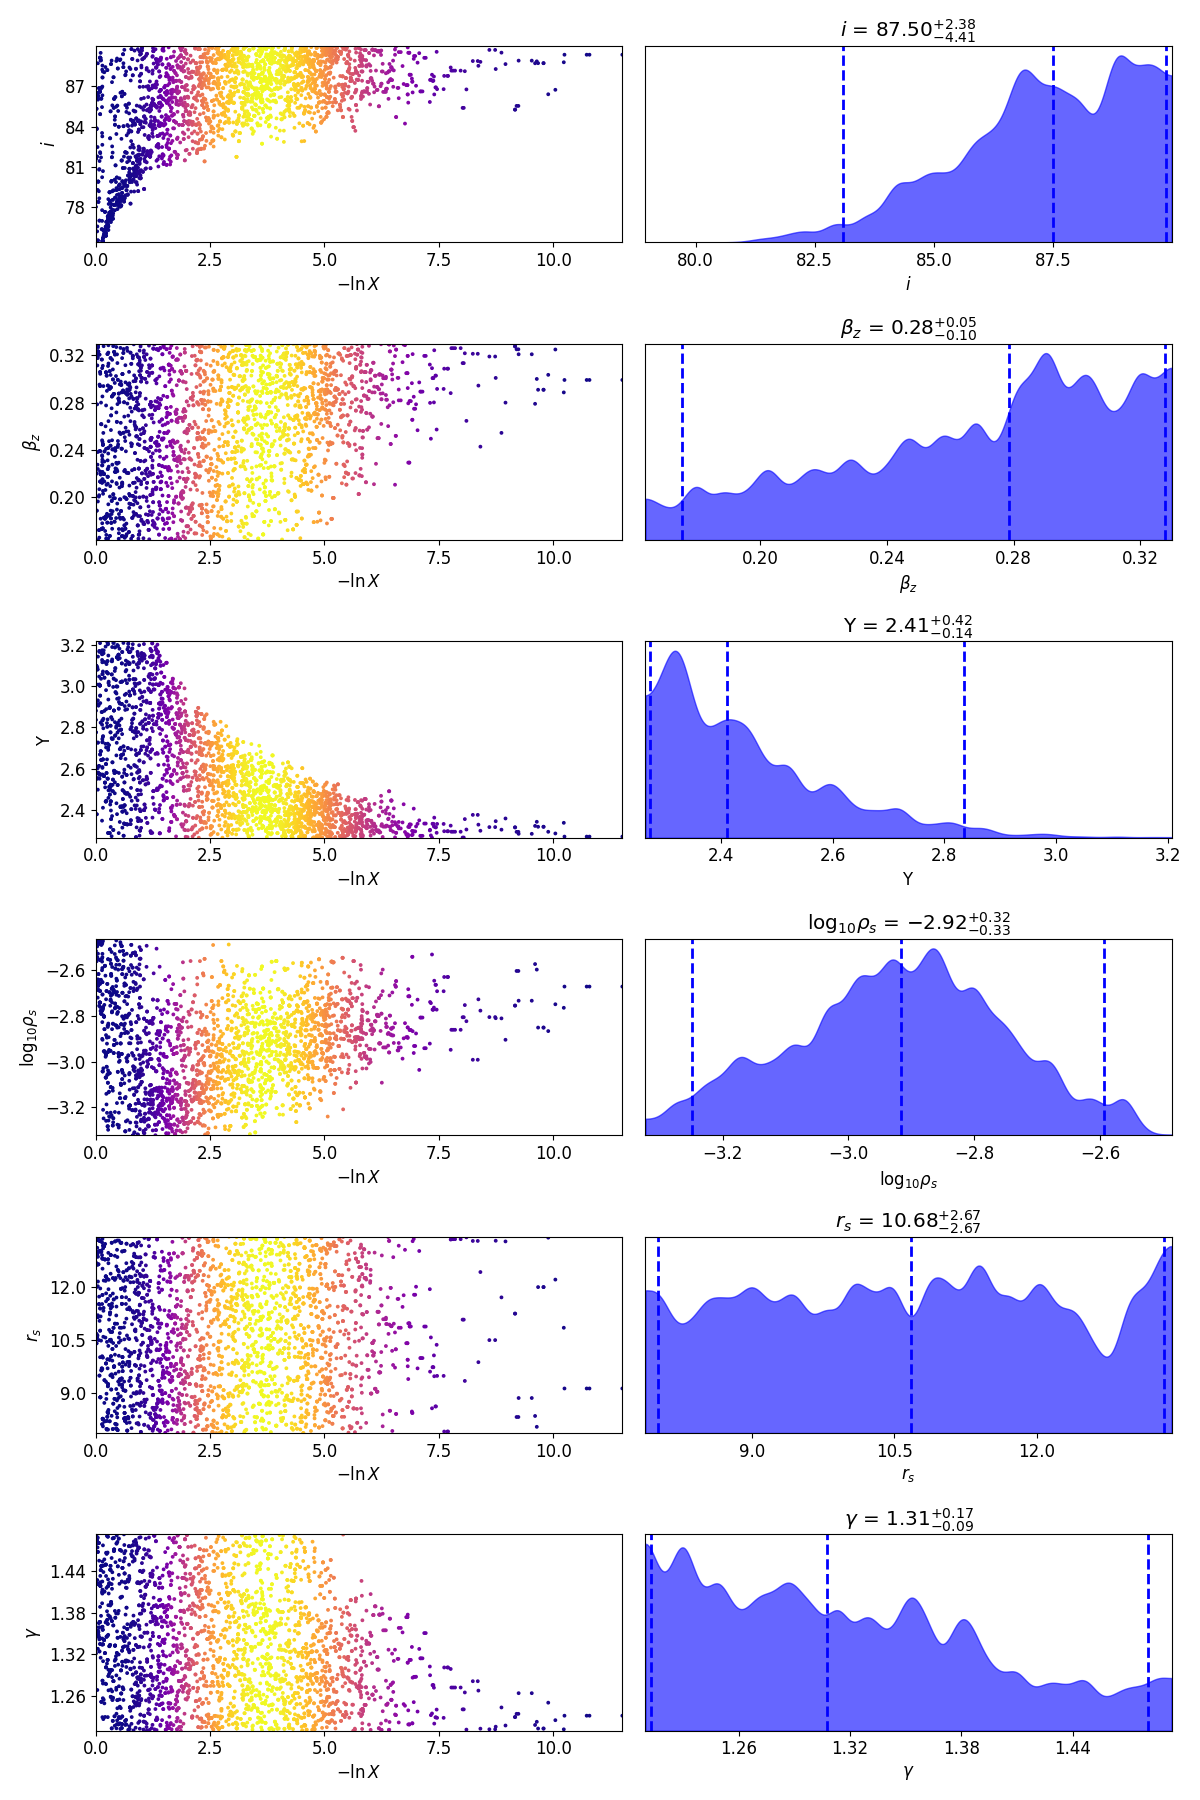 i = 87.50^{+2.38}_{-4.41}
87
84
81
78
i
0.0 2.5 5.0 7.5 10.0
−ln X
80.0 82.5 85.0 87.5
i
β_z = 0.28^{+0.05}_{-0.10}
0.32
0.28
0.24
0.20
β_z
0.0 2.5 5.0 7.5 10.0
−ln X
0.20 0.24 0.28 0.32
β_z
Y = 2.41^{+0.42}_{-0.14}
3.2
3.0
2.8
2.6
2.4
Y
0.0 2.5 5.0 7.5 10.0
−ln X
2.4 2.6 2.8 3.0 3.2
Y
log₁₀ρ_s = −2.92^{+0.32}_{-0.33}
−2.6
−2.8
−3.0
−3.2
log₁₀ρ_s
0.0 2.5 5.0 7.5 10.0
−ln X
−3.2 −3.0 −2.8 −2.6
log₁₀ρ_s
r_s = 10.68^{+2.67}_{-2.67}
12.0
10.5
9.0
r_s
0.0 2.5 5.0 7.5 10.0
−ln X
9.0 10.5 12.0
r_s
γ = 1.31^{+0.17}_{-0.09}
1.44
1.38
1.32
1.26
γ
0.0 2.5 5.0 7.5 10.0
−ln X
1.26 1.32 1.38 1.44
γ